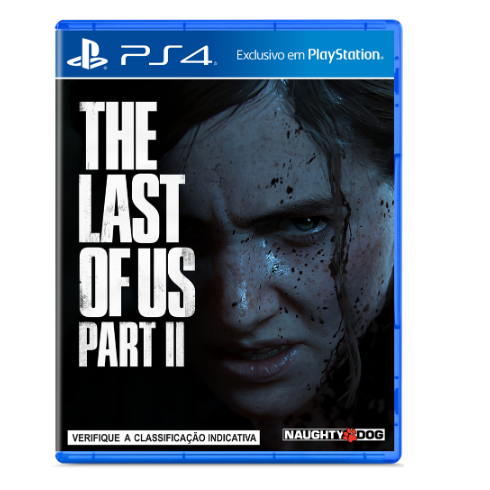 PS4
Exclusivo em PlayStation®
THE
LAST
OF US
PART II
VERIFIQUE A CLASSIFICAÇÃO INDICATIVA
NAUGHTY DOG